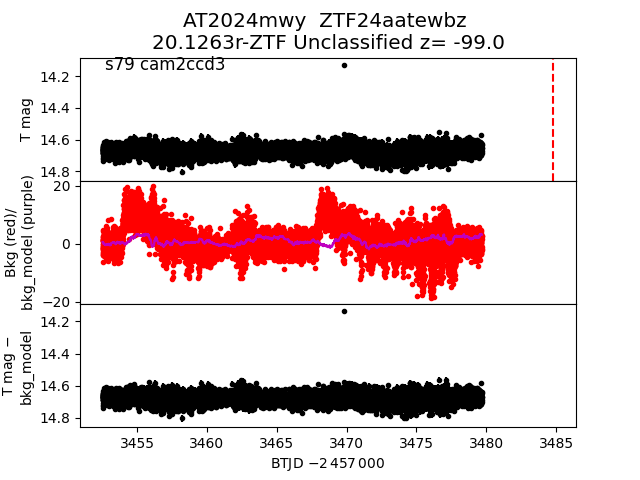 AT2024mwy  ZTF24aatewbz
20.1263r-ZTF Unclassified z= -99.0
s79 cam2ccd3
14.2
14.4
14.6
14.8
T mag
20
0
−20
Bkg (red)/
bkg_model (purple)
14.2
14.4
14.6
14.8
T mag −
bkg_model
3455
3460
3465
3470
3475
3480
3485
BTJD −2 457 000